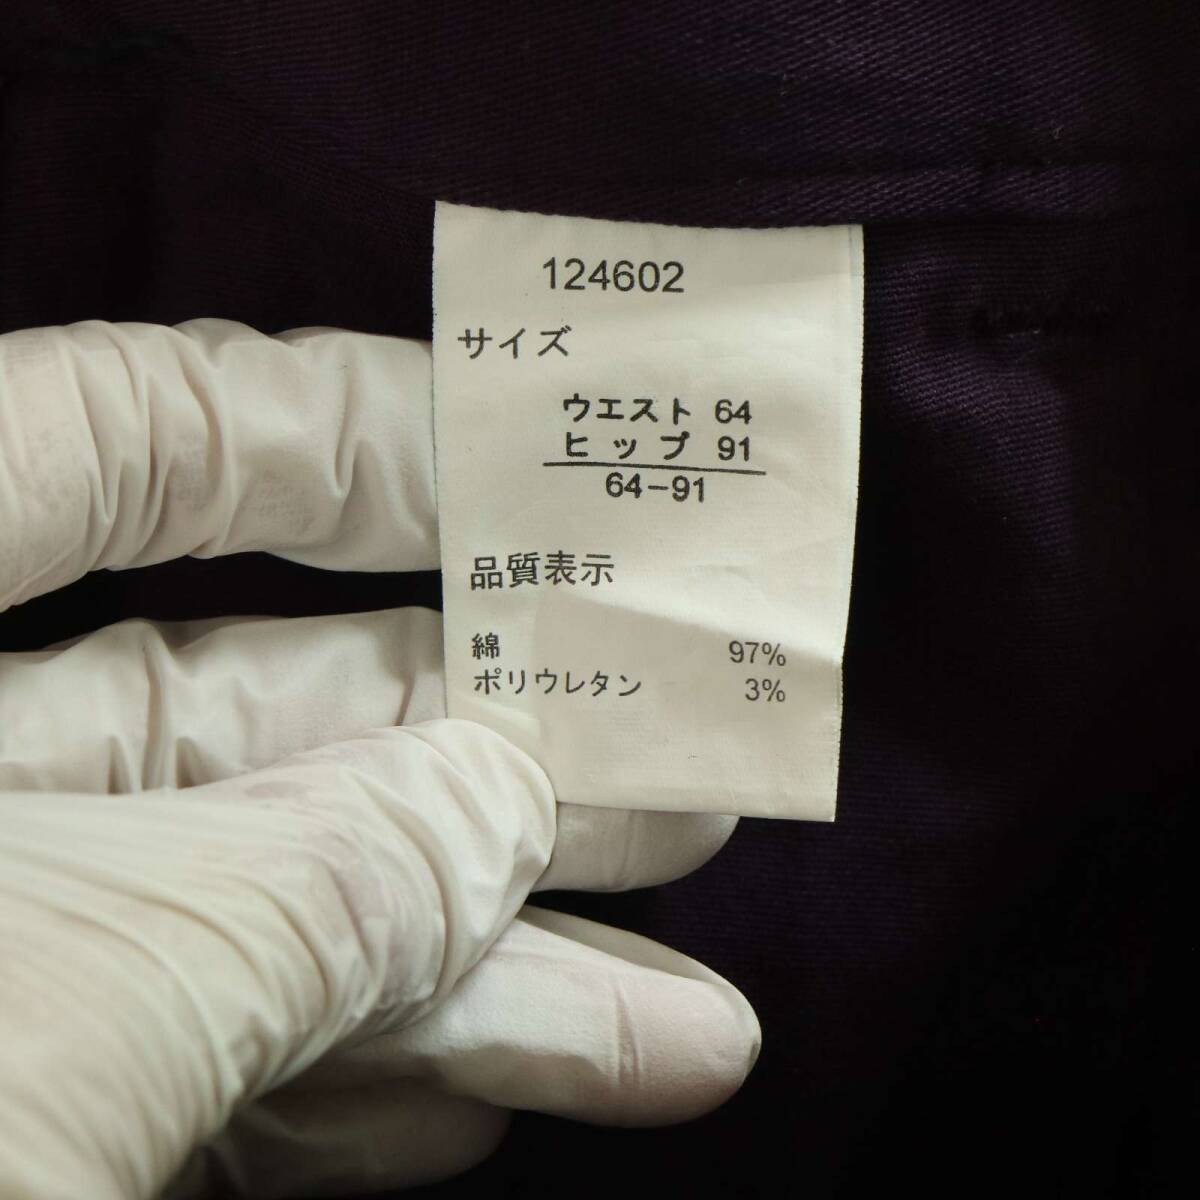 124602
サイズ
ウエスト 64
ヒップ 91
64-91
品質表示
綿 97%
ポリウレタン 3%